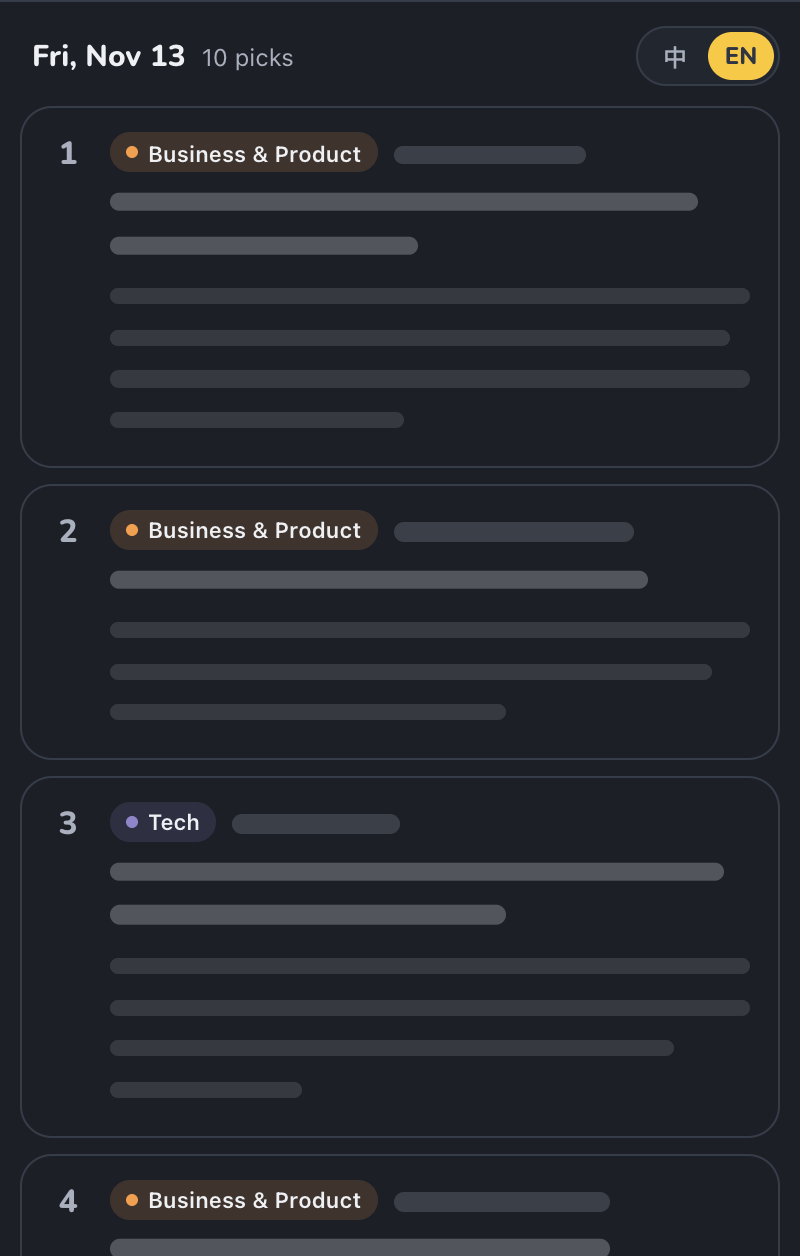 Fri, Nov 13 10 picks 中 EN
1 Business & Product
2 Business & Product
3 Tech
4 Business & Product